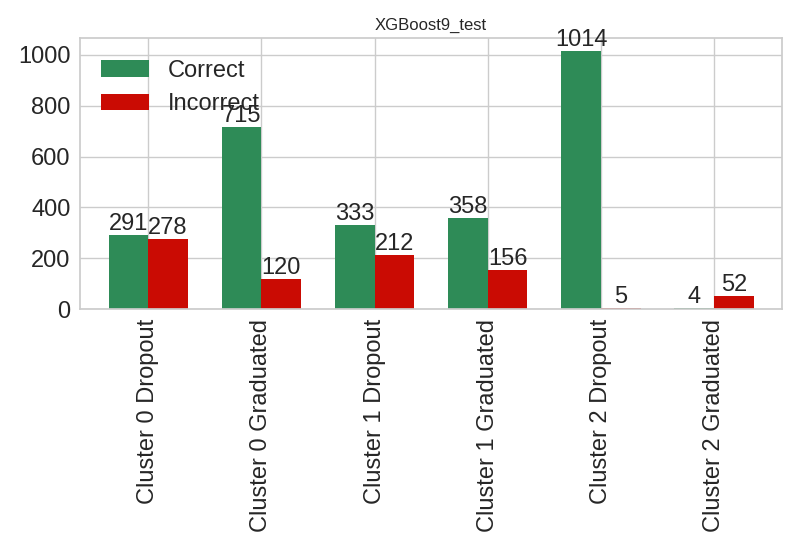 XGBoost9_test
1000
800
600
400
200
0
Correct
Incorrect
291
278
715
120
333
212
358
156
1014
5
4
52
Cluster 0 Dropout
Cluster 0 Graduated
Cluster 1 Dropout
Cluster 1 Graduated
Cluster 2 Dropout
Cluster 2 Graduated